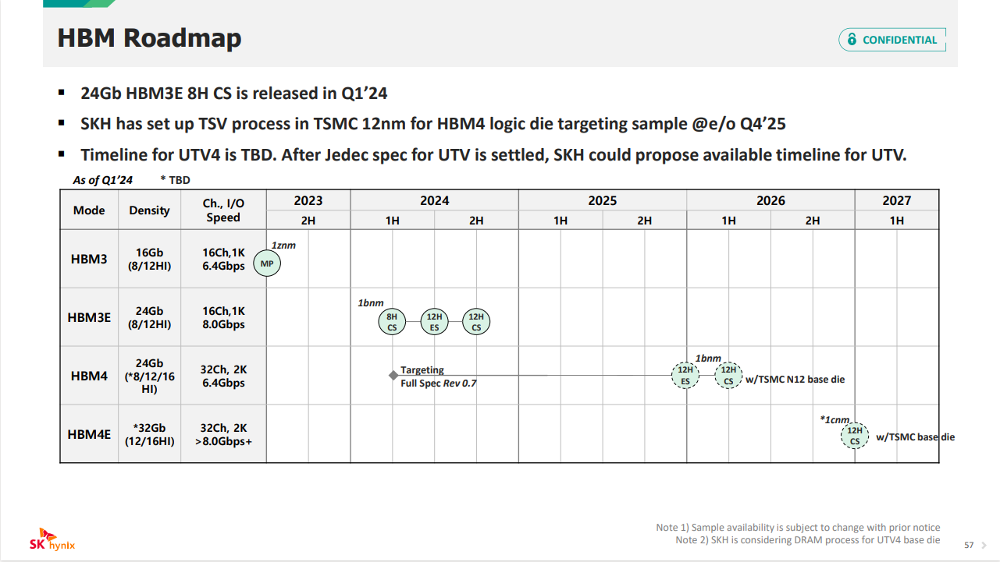 HBM Roadmap
CONFIDENTIAL
▪ 24Gb HBM3E 8H CS is released in Q1’24
▪ SKH has set up TSV process in TSMC 12nm for HBM4 logic die targeting sample @e/o Q4’25
▪ Timeline for UTV4 is TBD. After Jedec spec for UTV is settled, SKH could propose available timeline for UTV.
As of Q1’24 * TBD
Mode
Density
Ch., I/O
Speed
2023
2024
2025
2026
2027
2H
1H
2H
1H
2H
1H
2H
1H
HBM3
16Gb
(8/12HI)
16Ch,1K
6.4Gbps
1znm
MP
HBM3E
24Gb
(8/12HI)
16Ch,1K
8.0Gbps
1bnm
8H
CS
12H
ES
12H
CS
HBM4
24Gb
(*8/12/16
HI)
32Ch, 2K
6.4Gbps
Targeting
Full Spec Rev 0.7
1bnm
12H
ES
12H
CS
w/TSMC N12 base die
HBM4E
*32Gb
(12/16HI)
32Ch, 2K
>8.0Gbps+
*1cnm
12H
CS
w/TSMC base die
SK hynix
Note 1) Sample availability is subject to change with prior notice
Note 2) SKH is considering DRAM process for UTV4 base die
57